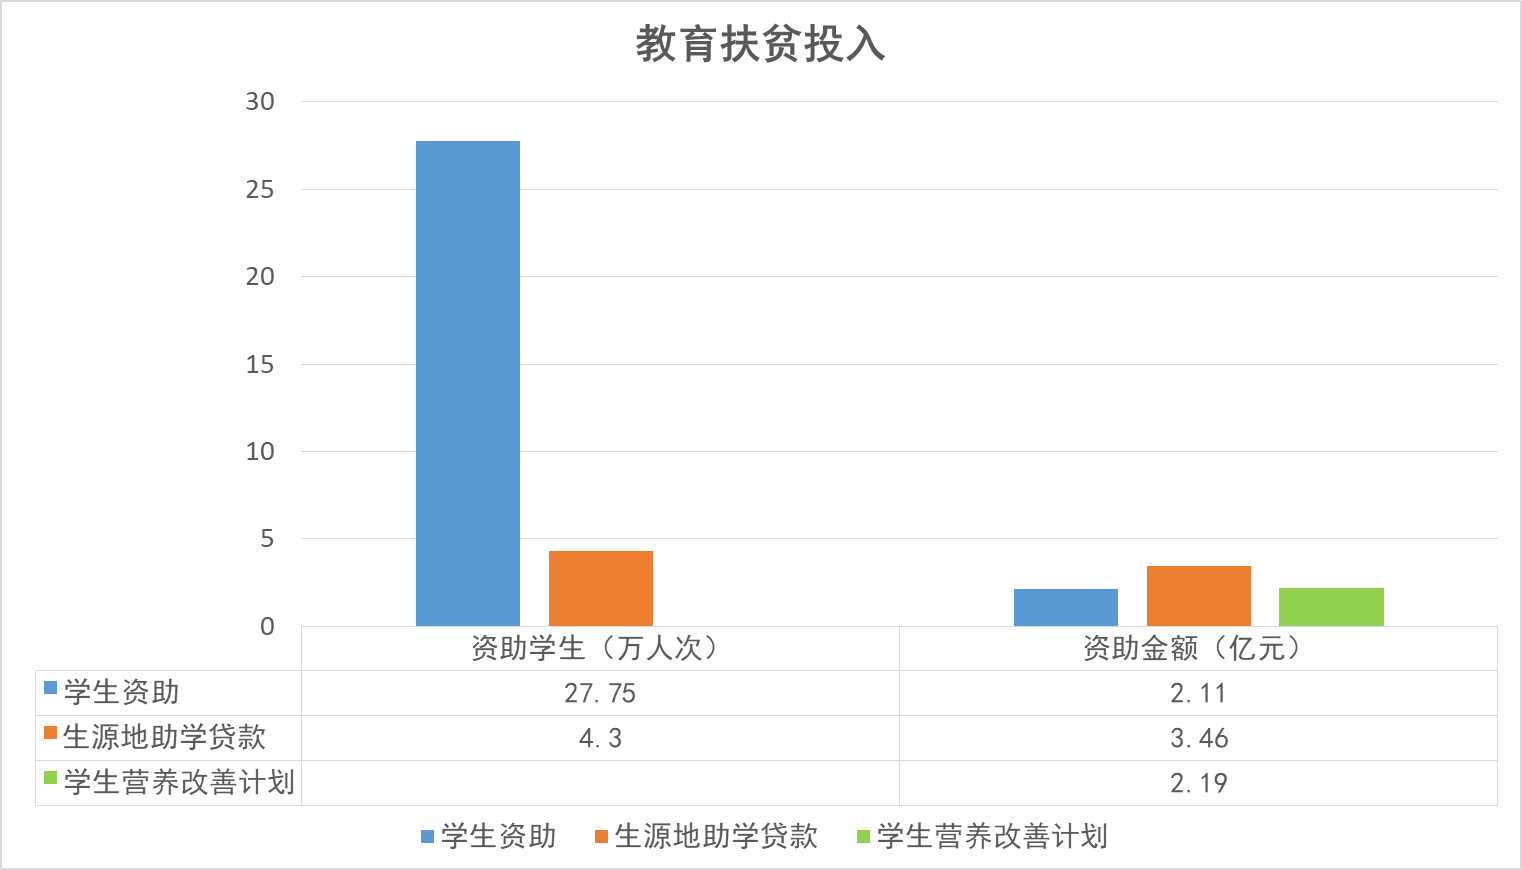 教育扶贫投入
30
25
20
15
10
5
0
资助学生（万人次） 资助金额（亿元）
学生资助 27.75 2.11
生源地助学贷款 4.3 3.46
学生营养改善计划 2.19
学生资助 生源地助学贷款 学生营养改善计划